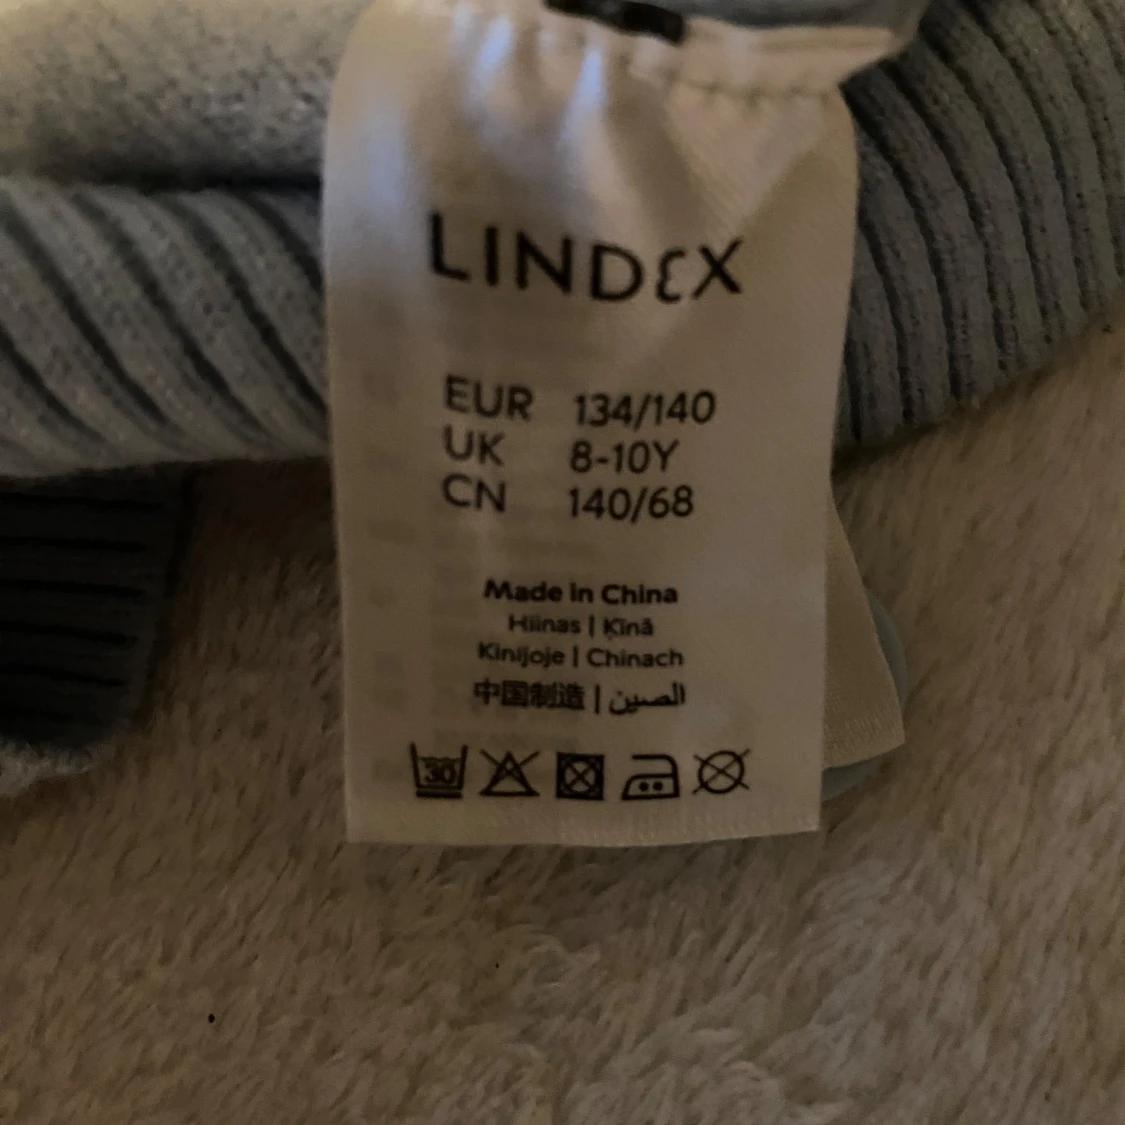 LINDEX
EUR 134/140
UK 8-10Y
CN 140/68
Made in China
Hiinas | Ķīnā
Kinijoje | Chinach
中国制造 | الصين
30